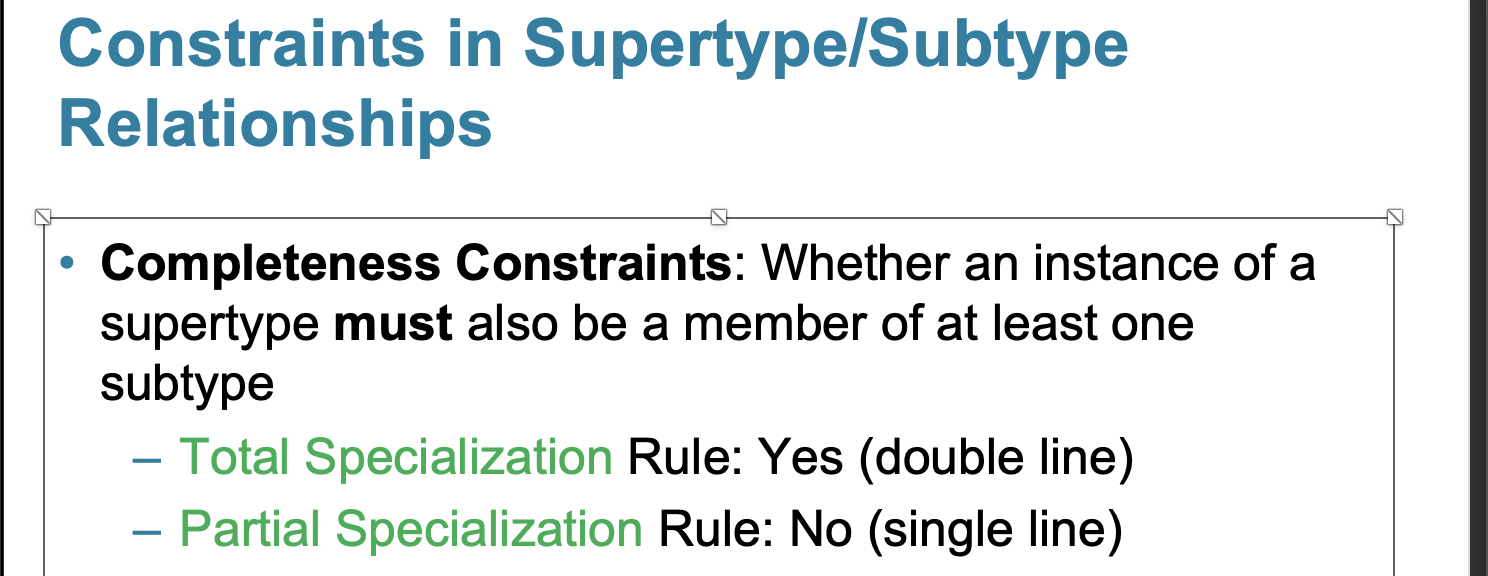 Constraints in Supertype/Subtype
Relationships
• Completeness Constraints: Whether an instance of a
supertype must also be a member of at least one
subtype
– Total Specialization Rule: Yes (double line)
– Partial Specialization Rule: No (single line)